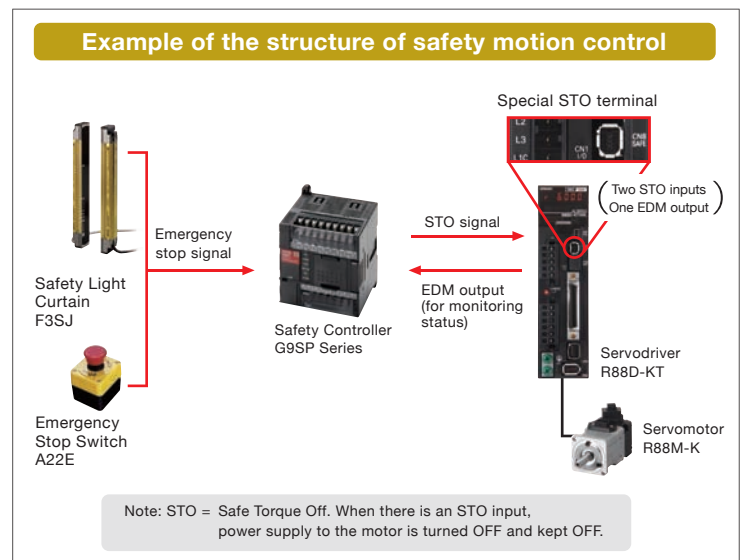 Example of the structure of safety motion control
Special STO terminal
L2
L3
L1C
CN1
I/O
CN8
SAFE
Two STO inputs
One EDM output
Emergency
stop signal
STO signal
EDM output
(for monitoring
status)
Safety Light
Curtain
F3SJ
Safety Controller
G9SP Series
Servodriver
R88D-KT
Emergency
Stop Switch
A22E
Servomotor
R88M-K
Note: STO = Safe Torque Off. When there is an STO input,
power supply to the motor is turned OFF and kept OFF.